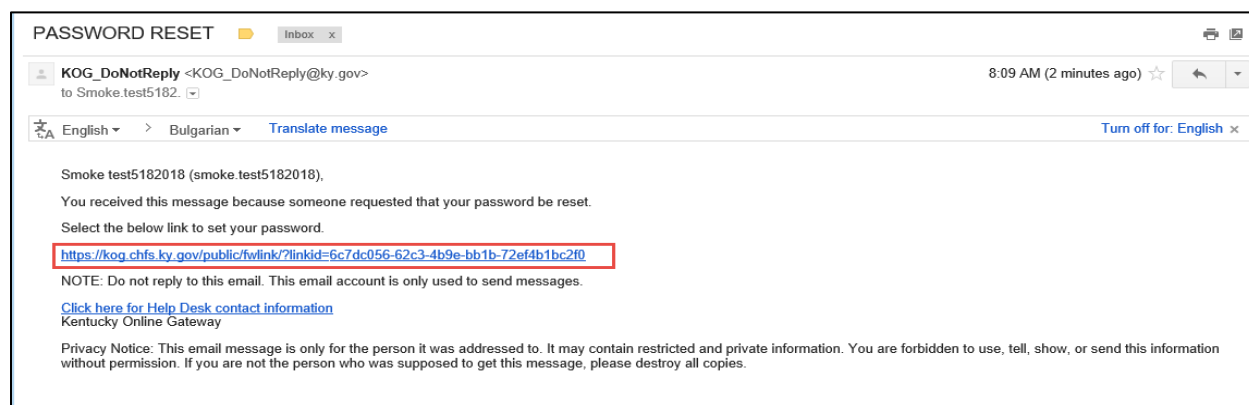 PASSWORD RESET Inbox x
KOG_DoNotReply <KOG_DoNotReply@ky.gov> 8:09 AM (2 minutes ago)
to Smoke.test5182.
English > Bulgarian Translate message Turn off for: English x
Smoke test5182018 (smoke.test5182018),
You received this message because someone requested that your password be reset.
Select the below link to set your password.
https://kog.chfs.ky.gov/public/fwlink/?linkid=6c7dc056-62c3-4b9e-bb1b-72ef4b1bc2f0
NOTE: Do not reply to this email. This email account is only used to send messages.
Click here for Help Desk contact information
Kentucky Online Gateway
Privacy Notice: This email message is only for the person it was addressed to. It may contain restricted and private information. You are forbidden to use, tell, show, or send this information
without permission. If you are not the person who was supposed to get this message, please destroy all copies.